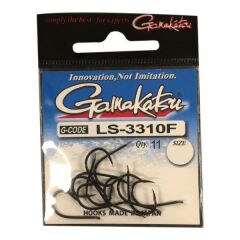 simply the best...for experts
Gamakatsu
Innovation, Not Imitation.
Gamakatsu
G-CODE LS-3310F
Qty. 11 SIZE
HOOKS MADE IN JAPAN